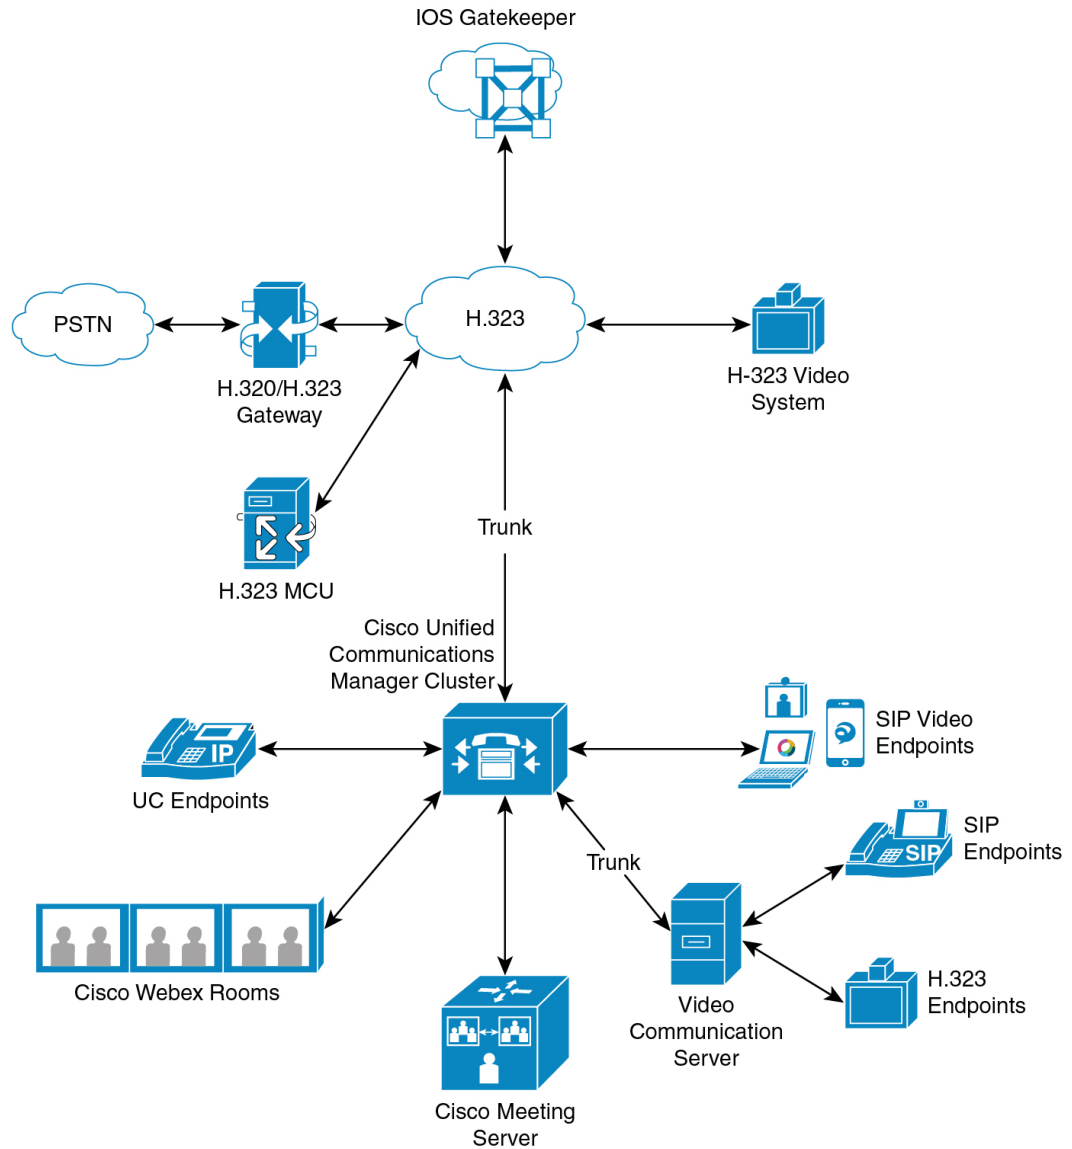 IOS Gatekeeper
PSTN
H.323
H.320/H.323
Gateway
H-323 Video
System
H.323 MCU
Trunk
Cisco Unified
Communications
Manager Cluster
IP
UC Endpoints
SIP Video
Endpoints
SIP
SIP
Endpoints
Trunk
Cisco Webex Rooms
Video
Communication
Server
H.323
Endpoints
Cisco Meeting
Server